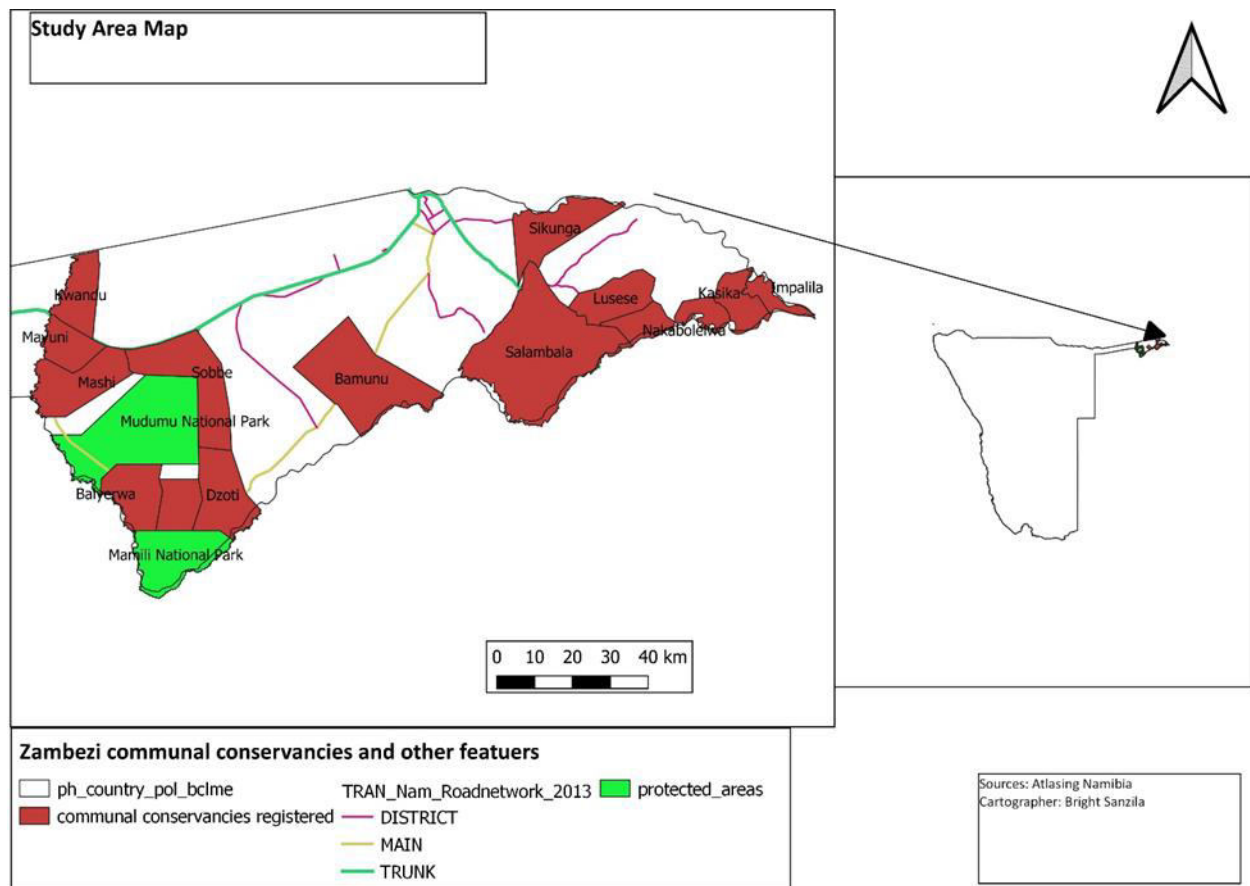 Study Area Map
Sikunga
Kwandu
Impalila
Kasika
Lusese
Mayuni
Nakabolelwa
Salambala
Sobbe
Mashi
Bamunu
Mudumu National Park
Balyerwa
Dzoti
Mamili National Park
0 10 20 30 40 km
Zambezi communal conservancies and other featuers
ph_country_pol_bclme
TRAN_Nam_Roadnetwork_2013
protected_areas
communal conservancies registered
DISTRICT
MAIN
TRUNK
Sources: Atlasing Namibia
Cartographer: Bright Sanzila